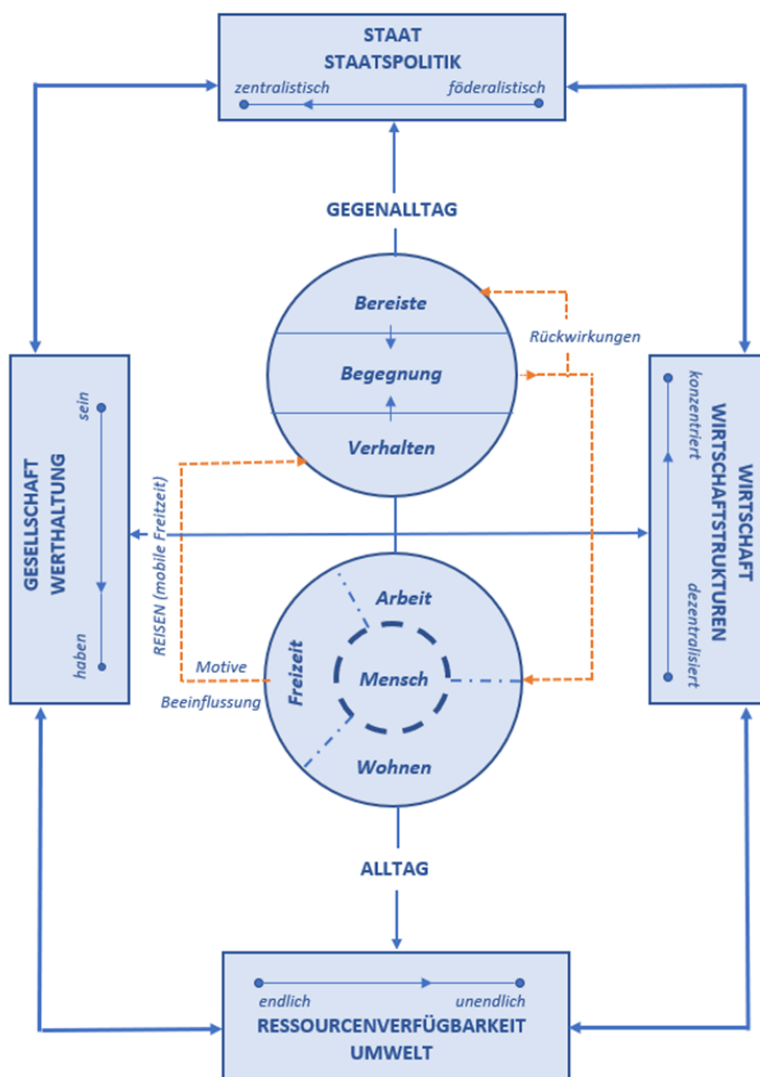 STAAT
STAATSPOLITIK
zentralistisch föderalistisch
GEGENALLTAG
Bereiste
Rückwirkungen
Begegnung
Verhalten
GESELLSCHAFT
WERTHALTUNG
sein
haben
REISEN (mobile Freitzeit)
WIRTSCHAFT
WIRTSCHAFTSTRUKTUREN
konzentriert
dezentralisiert
Arbeit
Freizeit
Mensch
Motive
Beeinflussung
Wohnen
ALLTAG
endlich unendlich
RESSOURCENVERFÜGBARKEIT
UMWELT